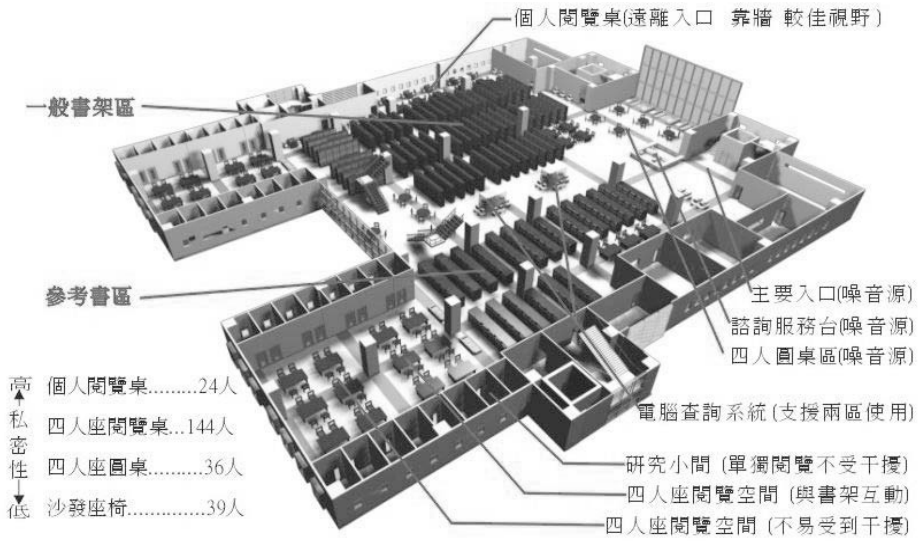 個人閱覽桌(遠離入口 靠牆 較佳視野)
一般書架區
參考書區
主要入口(噪音源)
諮詢服務台(噪音源)
四人圓桌區(噪音源)
電腦查詢系統(支援兩區使用)
研究小間 (單獨閱覽不受干擾)
四人座閱覽空間 (與書架互動)
四人座閱覽空間 (不易受到干擾)
高
私
密
性
低
個人閱覽桌.........24人
四人座閱覽桌...144人
四人座圓桌.........36人
沙發座椅..............39人